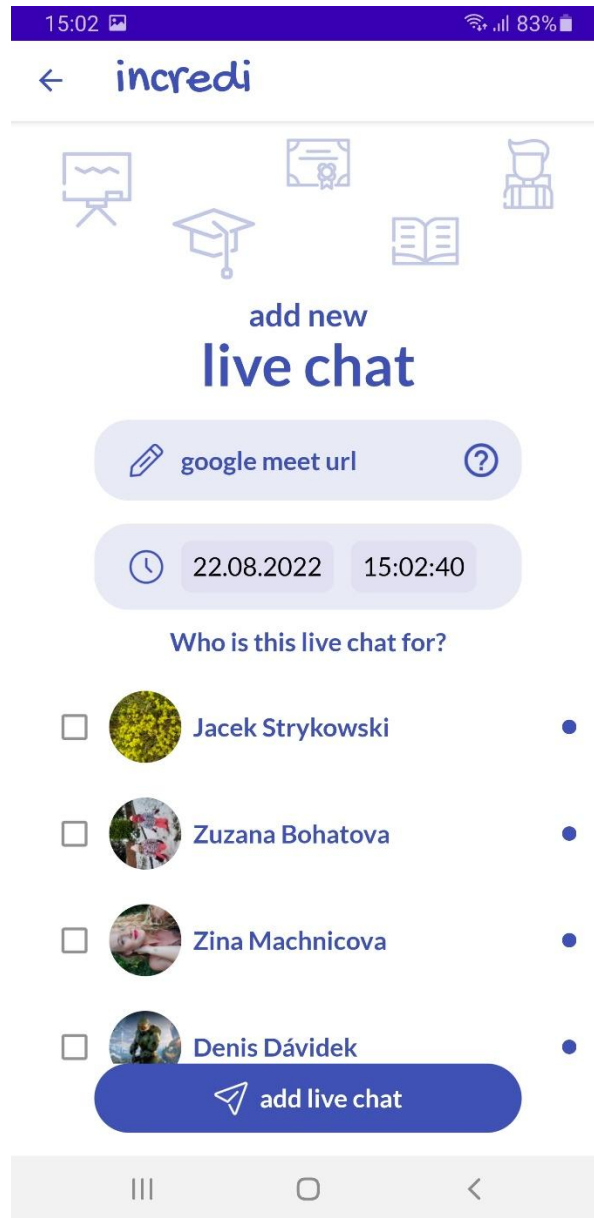 15:02 83%
incredi
add new
live chat
google meet url
22.08.2022 15:02:40
Who is this live chat for?
Jacek Strykowski
Zuzana Bohatova
Zina Machnicova
Denis Dávidek
add live chat